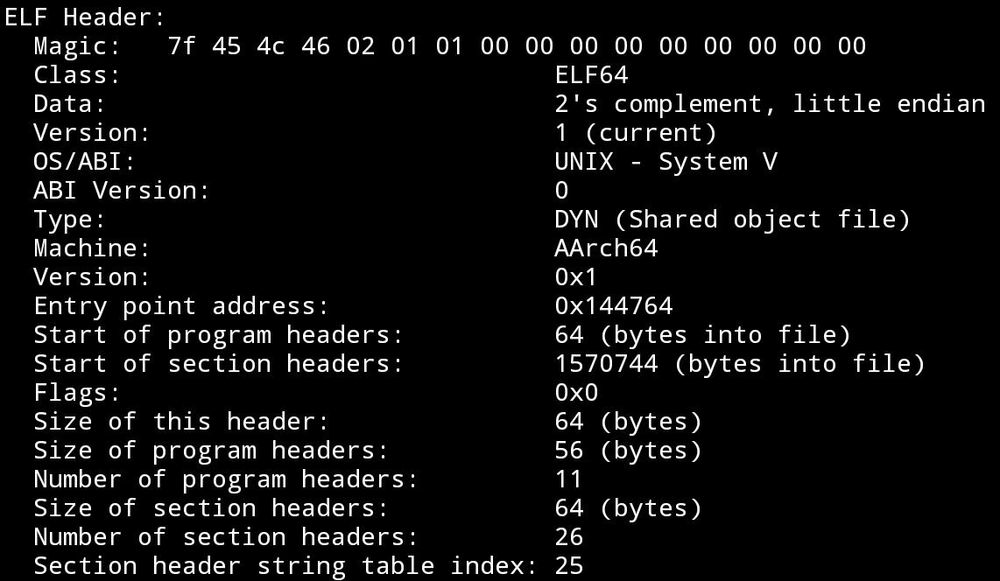 ELF Header:
  Magic:   7f 45 4c 46 02 01 01 00 00 00 00 00 00 00 00 00
  Class:                             ELF64
  Data:                              2's complement, little endian
  Version:                           1 (current)
  OS/ABI:                            UNIX - System V
  ABI Version:                       0
  Type:                              DYN (Shared object file)
  Machine:                           AArch64
  Version:                           0x1
  Entry point address:               0x144764
  Start of program headers:          64 (bytes into file)
  Start of section headers:          1570744 (bytes into file)
  Flags:                             0x0
  Size of this header:               64 (bytes)
  Size of program headers:           56 (bytes)
  Number of program headers:         11
  Size of section headers:           64 (bytes)
  Number of section headers:         26
  Section header string table index: 25